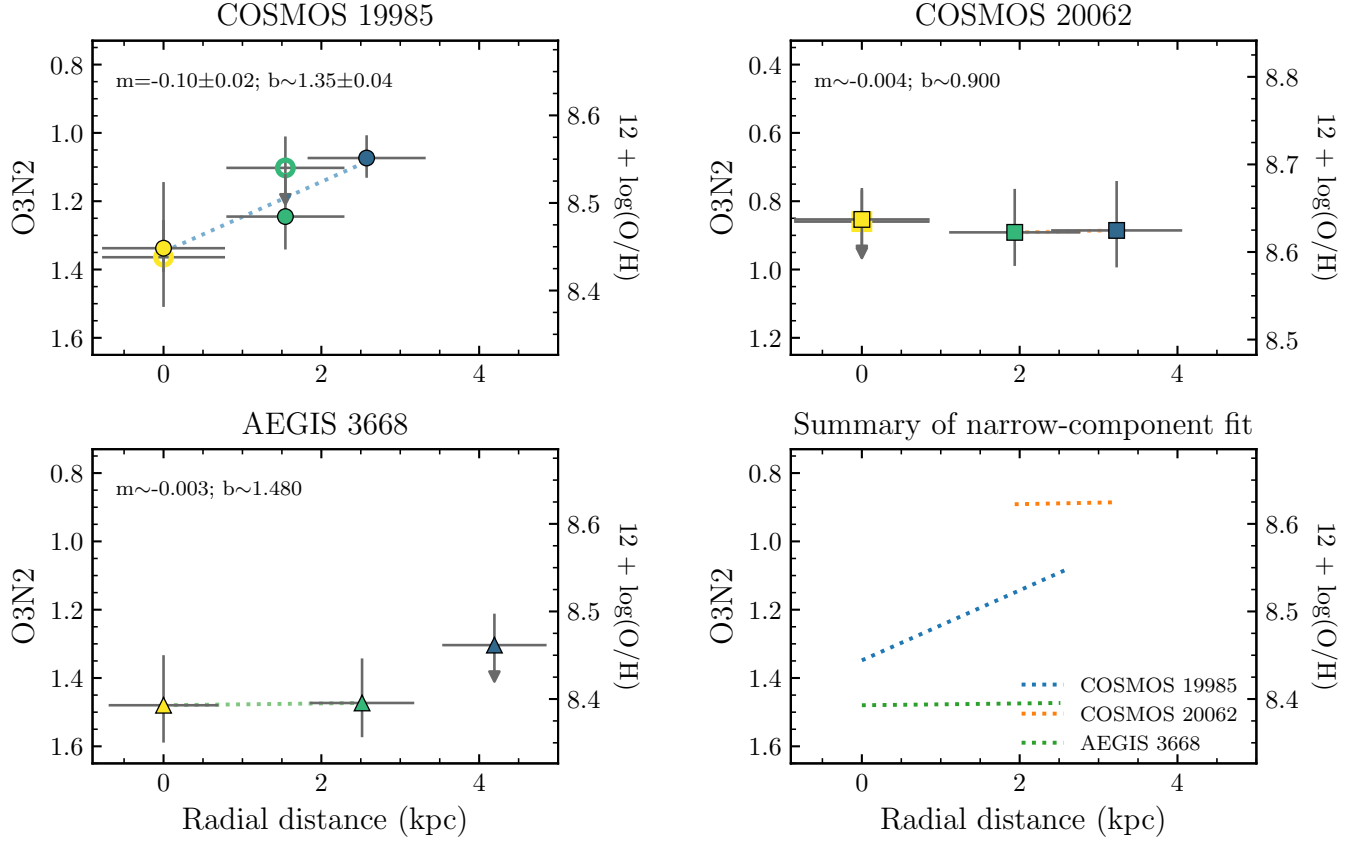 COSMOS 19985
m=-0.10±0.02; b∼1.35±0.04
O3N2
0.8
1.0
1.2
1.4
1.6
8.6
8.5
8.4
12 + log(O/H)
0
2
4
COSMOS 20062
m∼-0.004; b∼0.900
O3N2
0.4
0.6
0.8
1.0
1.2
8.8
8.7
8.6
8.5
12 + log(O/H)
0
2
4
AEGIS 3668
m∼-0.003; b∼1.480
O3N2
0.8
1.0
1.2
1.4
1.6
8.6
8.5
8.4
12 + log(O/H)
0
2
4
Radial distance (kpc)
Summary of narrow-component fit
O3N2
0.8
1.0
1.2
1.4
1.6
8.6
8.5
8.4
12 + log(O/H)
COSMOS 19985
COSMOS 20062
AEGIS 3668
0
2
4
Radial distance (kpc)